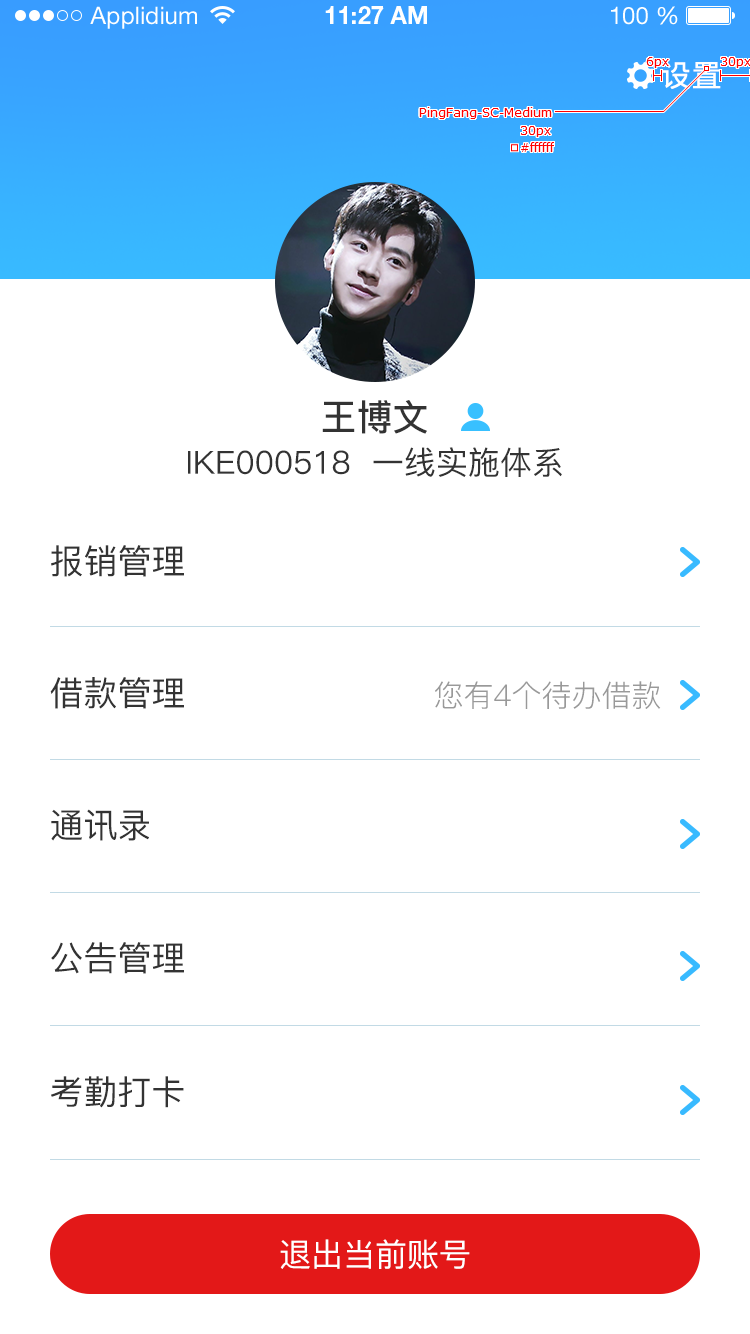 Applidium 11:27 AM 100 %
6px 30px
设置
PingFang-SC-Medium
30px
#ffffff
王博文
IKE000518 一线实施体系
报销管理
借款管理 您有4个待办借款
通讯录
公告管理
考勤打卡
退出当前账号